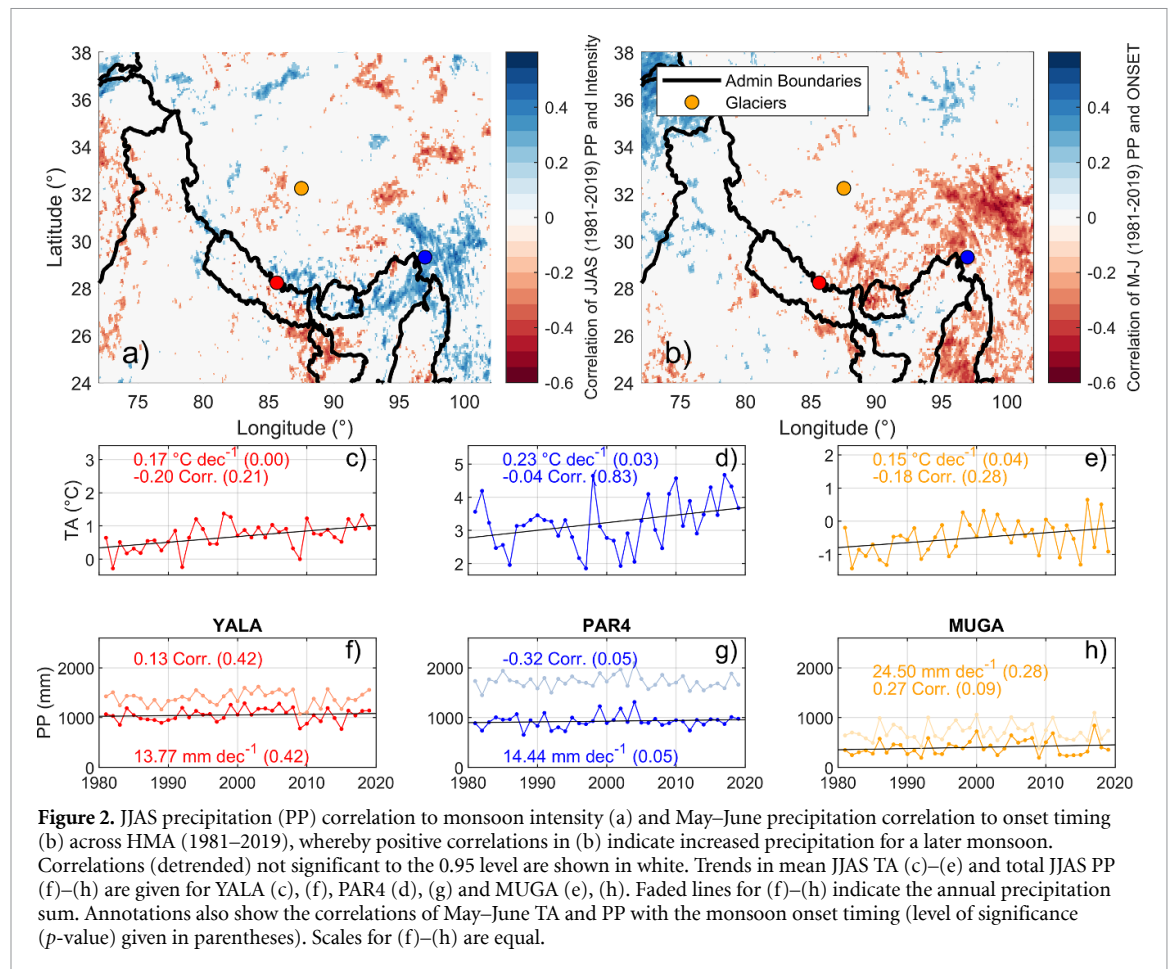 38
36
34
32
30
28
26
24
Latitude (°)
75
80
85
90
95
100
Longitude (°)
a)
0.4
0.2
0
-0.2
-0.4
-0.6
Correlation of JJAS (1981-2019) PP and Intensity
38
36
34
32
30
28
26
24
Admin Boundaries
Glaciers
75
80
85
90
95
100
Longitude (°)
b)
0.4
0.2
0
-0.2
-0.4
-0.6
Correlation of M-J (1981-2019) PP and ONSET
TA (°C)
3
2
1
0
0.17 °C dec⁻¹ (0.00)
-0.20 Corr. (0.21)
c)
5
4
3
2
0.23 °C dec⁻¹ (0.03)
-0.04 Corr. (0.83)
d)
2
1
0
-1
0.15 °C dec⁻¹ (0.04)
-0.18 Corr. (0.28)
e)
YALA
PP (mm)
2000
1000
0
0.13 Corr. (0.42)
f)
13.77 mm dec⁻¹ (0.42)
1980
1990
2000
2010
2020
PAR4
2000
1000
0
-0.32 Corr. (0.05)
g)
14.44 mm dec⁻¹ (0.05)
1980
1990
2000
2010
2020
MUGA
2000
1000
0
24.50 mm dec⁻¹ (0.28)
0.27 Corr. (0.09)
h)
1980
1990
2000
2010
2020
Figure 2. JJAS precipitation (PP) correlation to monsoon intensity (a) and May–June precipitation correlation to onset timing
(b) across HMA (1981–2019), whereby positive correlations in (b) indicate increased precipitation for a later monsoon.
Correlations (detrended) not significant to the 0.95 level are shown in white. Trends in mean JJAS TA (c)–(e) and total JJAS PP
(f)–(h) are given for YALA (c), (f), PAR4 (d), (g) and MUGA (e), (h). Faded lines for (f)–(h) indicate the annual precipitation
sum. Annotations also show the correlations of May–June TA and PP with the monsoon onset timing (level of significance
(p-value) given in parentheses). Scales for (f)–(h) are equal.